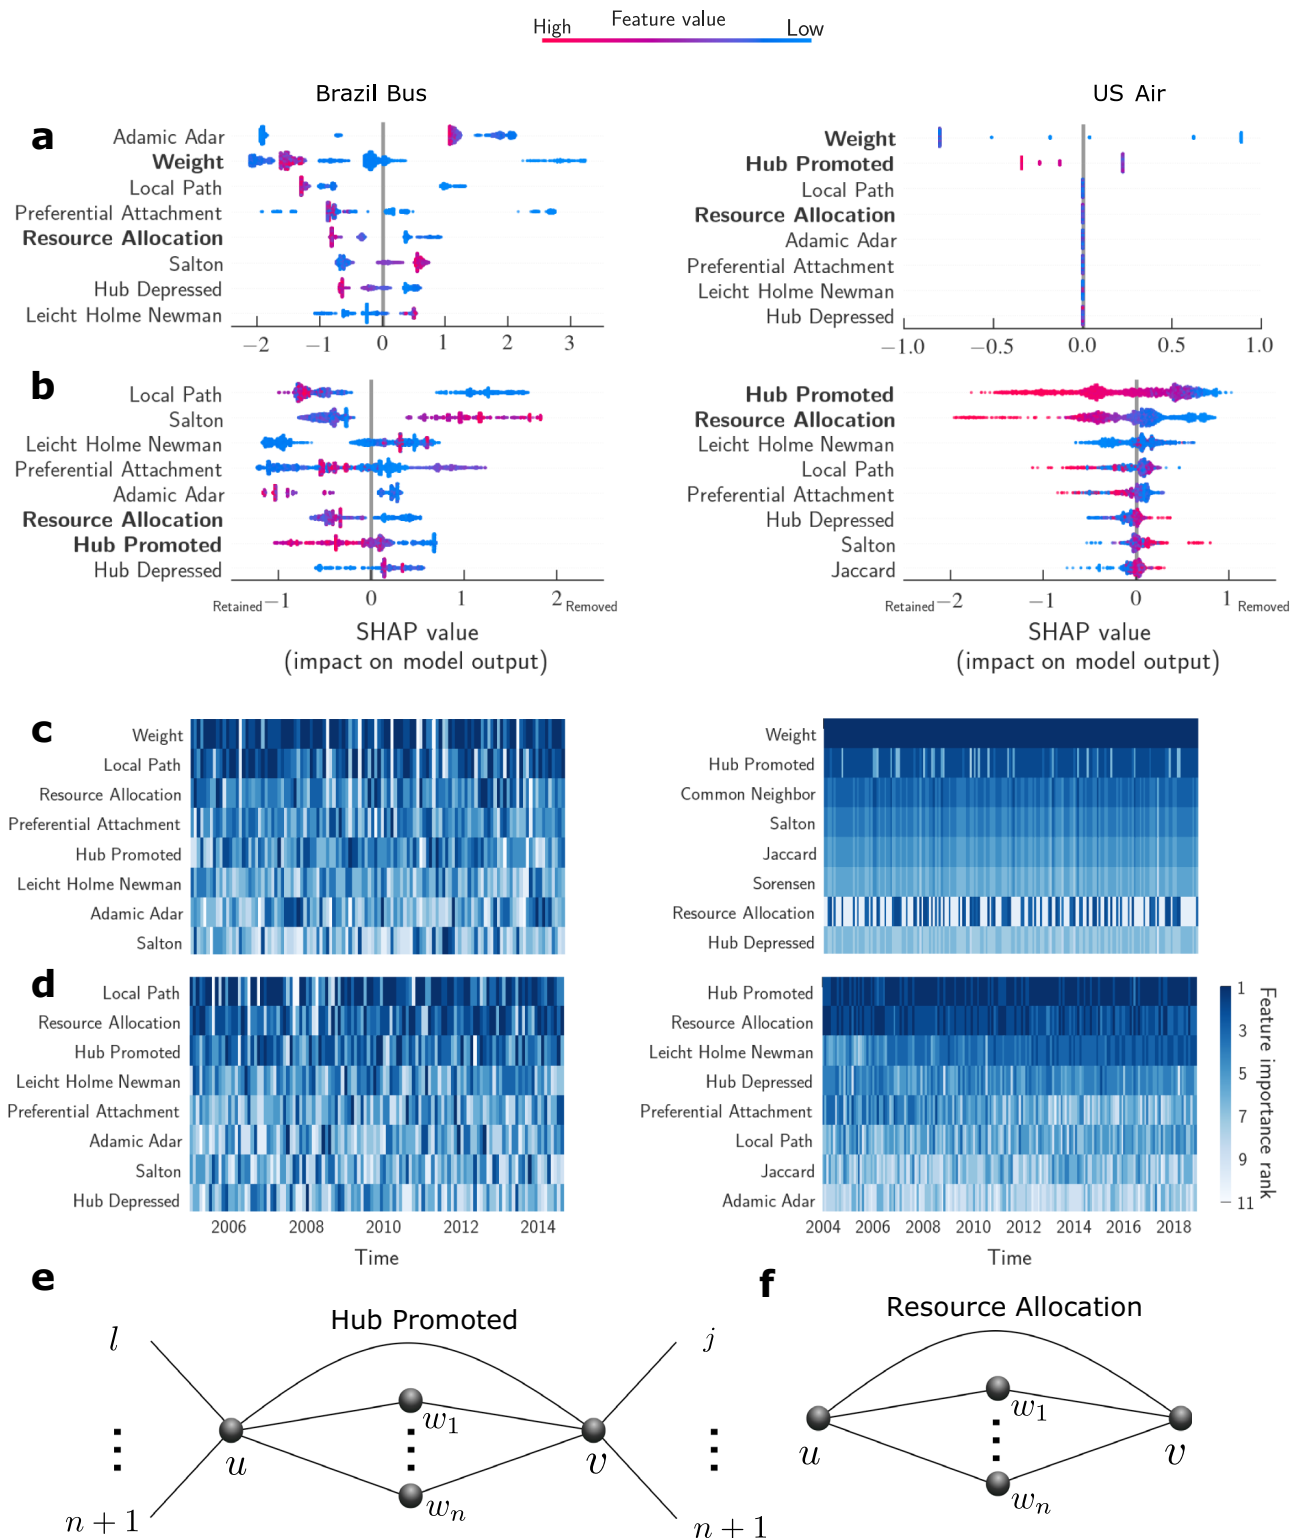 High Feature value Low
Brazil Bus
US Air
a
Adamic Adar
Weight
Local Path
Preferential Attachment
Resource Allocation
Salton
Hub Depressed
Leicht Holme Newman
−2 −1 0 1 2 3
Weight
Hub Promoted
Local Path
Resource Allocation
Adamic Adar
Preferential Attachment
Leicht Holme Newman
Hub Depressed
−1.0 −0.5 0.0 0.5 1.0
b
Local Path
Salton
Leicht Holme Newman
Preferential Attachment
Adamic Adar
Resource Allocation
Hub Promoted
Hub Depressed
Retained −1 0 1 2 Removed
SHAP value
(impact on model output)
Hub Promoted
Resource Allocation
Leicht Holme Newman
Local Path
Preferential Attachment
Hub Depressed
Salton
Jaccard
Retained −2 −1 0 1 Removed
SHAP value
(impact on model output)
c
Weight
Local Path
Resource Allocation
Preferential Attachment
Hub Promoted
Leicht Holme Newman
Adamic Adar
Salton
Weight
Hub Promoted
Common Neighbor
Salton
Jaccard
Sorensen
Resource Allocation
Hub Depressed
d
Local Path
Resource Allocation
Hub Promoted
Leicht Holme Newman
Preferential Attachment
Adamic Adar
Salton
Hub Depressed
2006 2008 2010 2012 2014
Time
Hub Promoted
Resource Allocation
Leicht Holme Newman
Hub Depressed
Preferential Attachment
Local Path
Jaccard
Adamic Adar
2004 2006 2008 2010 2012 2014 2016 2018
Time
1
3
5
7
9
11
Feature importance rank
e
Hub Promoted
l
j
w1
u
v
wn
n + 1
n + 1
f
Resource Allocation
w1
u
v
wn